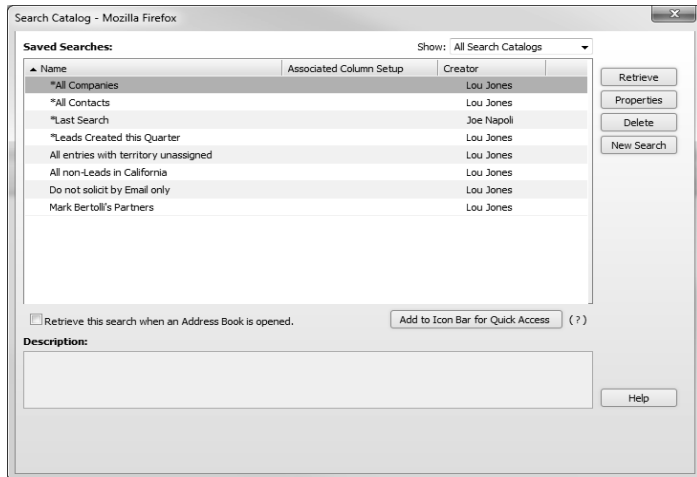 Search Catalog - Mozilla Firefox
Saved Searches:
Show: All Search Catalogs
Name Associated Column Setup Creator
*All Companies Lou Jones
*All Contacts Lou Jones
*Last Search Joe Napoli
*Leads Created this Quarter Lou Jones
All entries with territory unassigned Lou Jones
All non-Leads in California Lou Jones
Do not solicit by Email only Lou Jones
Mark Bertolli's Partners Lou Jones
Retrieve
Properties
Delete
New Search
Retrieve this search when an Address Book is opened.
Add to Icon Bar for Quick Access (?)
Description:
Help